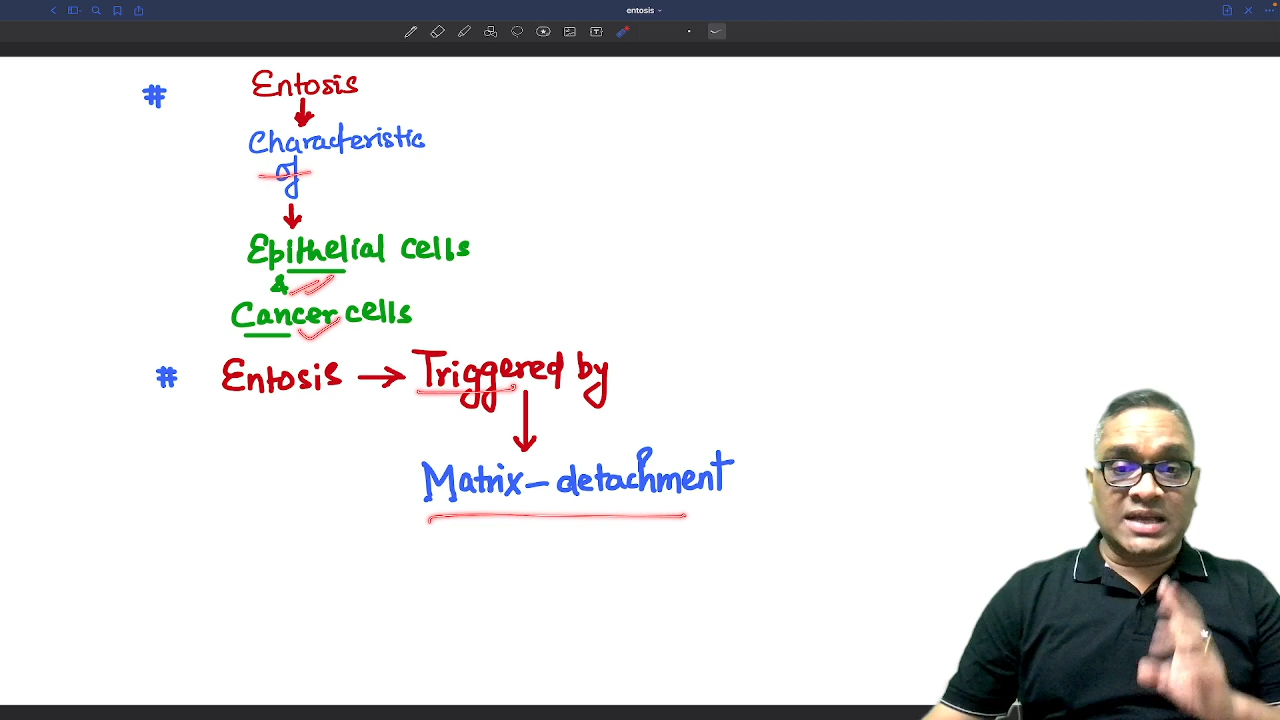 entosis
# Entosis
Characteristic
of
Epithelial cells
&
Cancer cells
# Entosis → Triggered by
Matrix - detachment